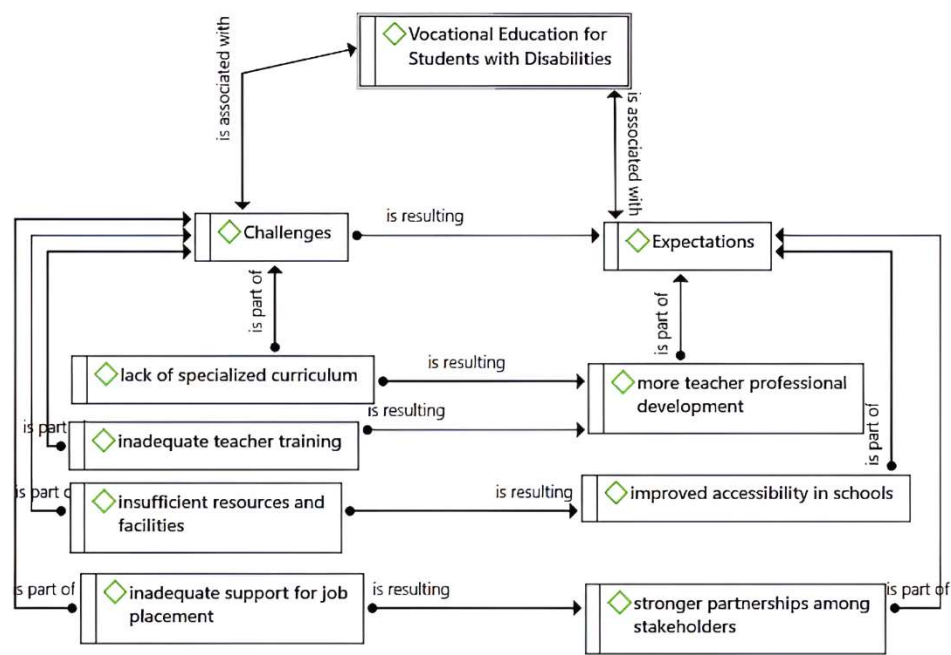 Vocational Education for
Students with Disabilities
is associated with
is associated with
Challenges
is resulting
Expectations
is part of
is part of
lack of specialized curriculum
is resulting
more teacher professional
development
is part
inadequate teacher training
is resulting
is part of
is part
insufficient resources and
facilities
is resulting
improved accessibility in schools
is part of
inadequate support for job
placement
is resulting
stronger partnerships among
stakeholders
is part of